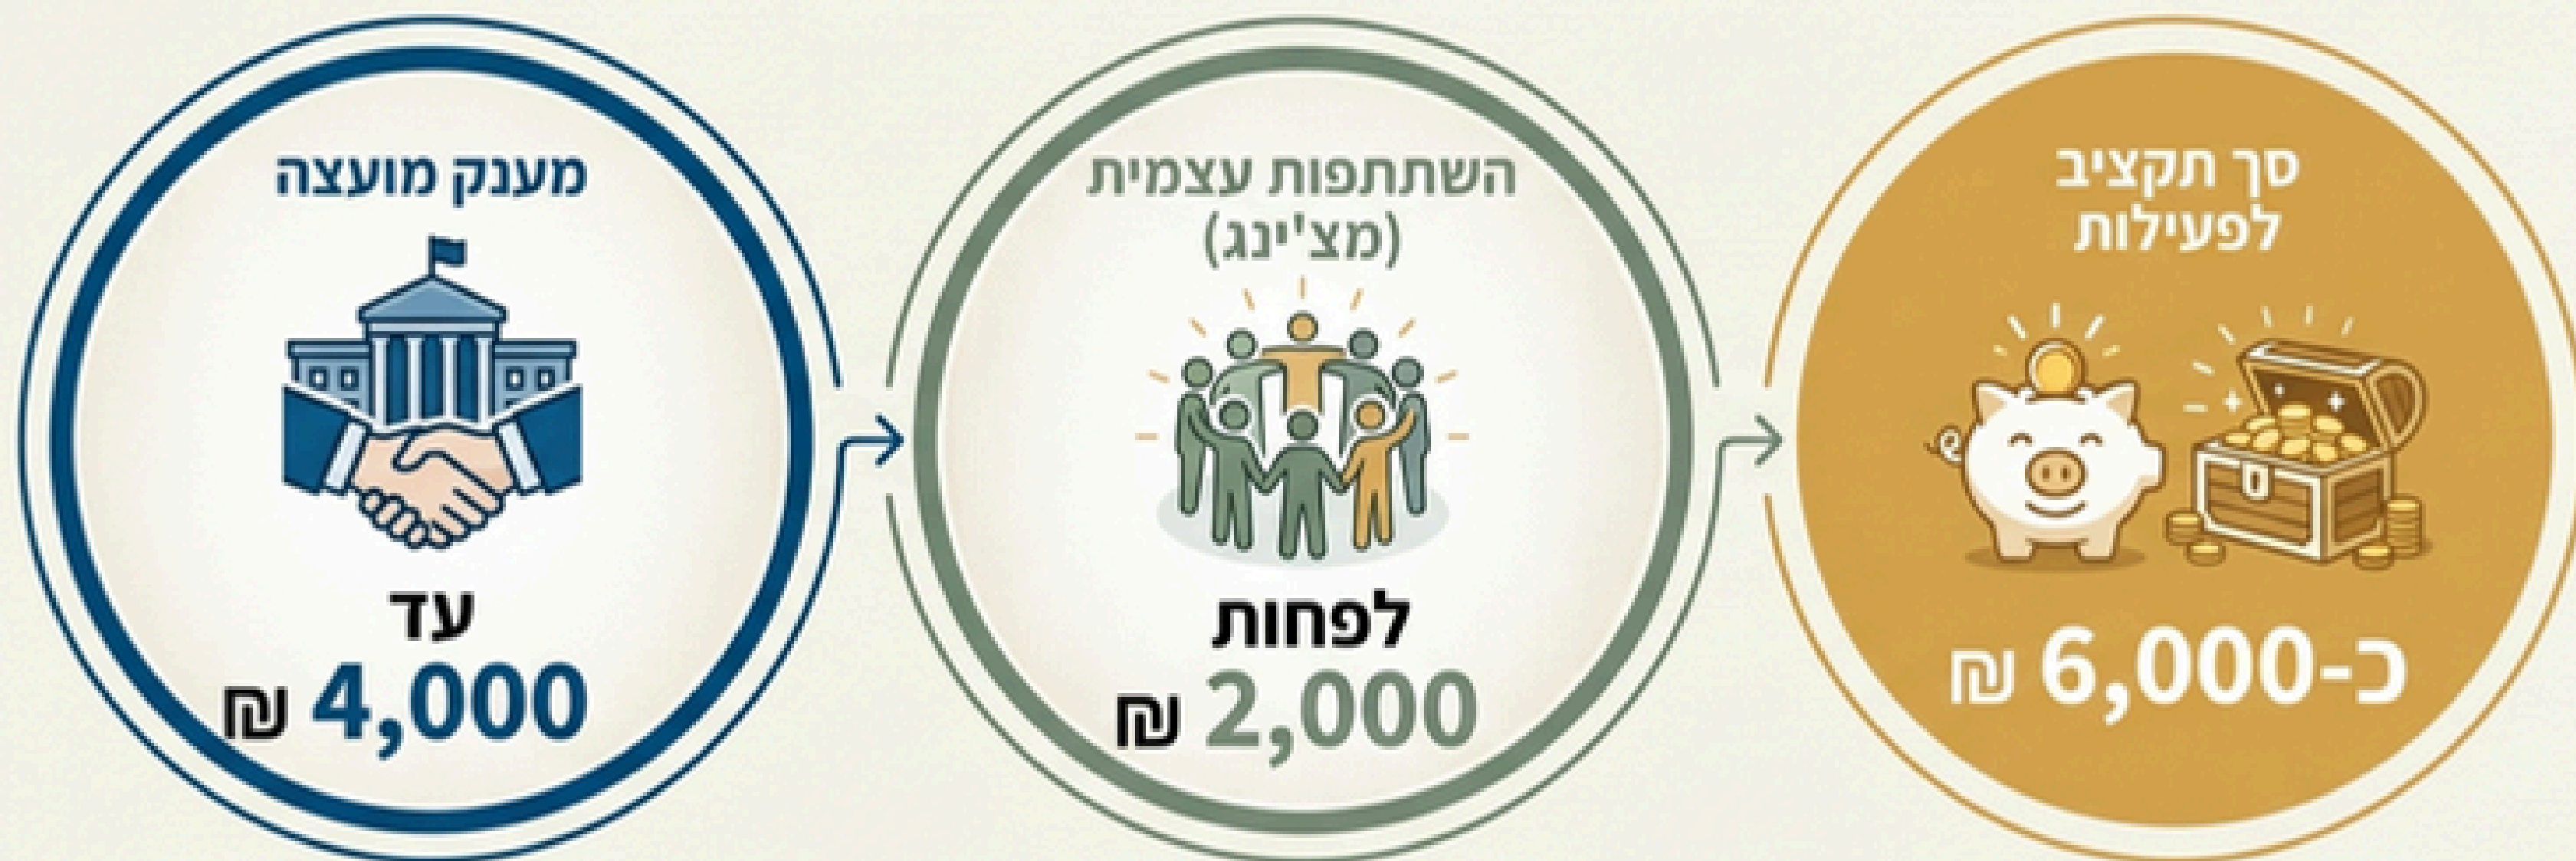 מענק מועצה
עד
4,000 ₪
השתתפות עצמית
(מצ'ינג)
לפחות
2,000 ₪
סך תקציב
לפעילות
כ-6,000 ₪